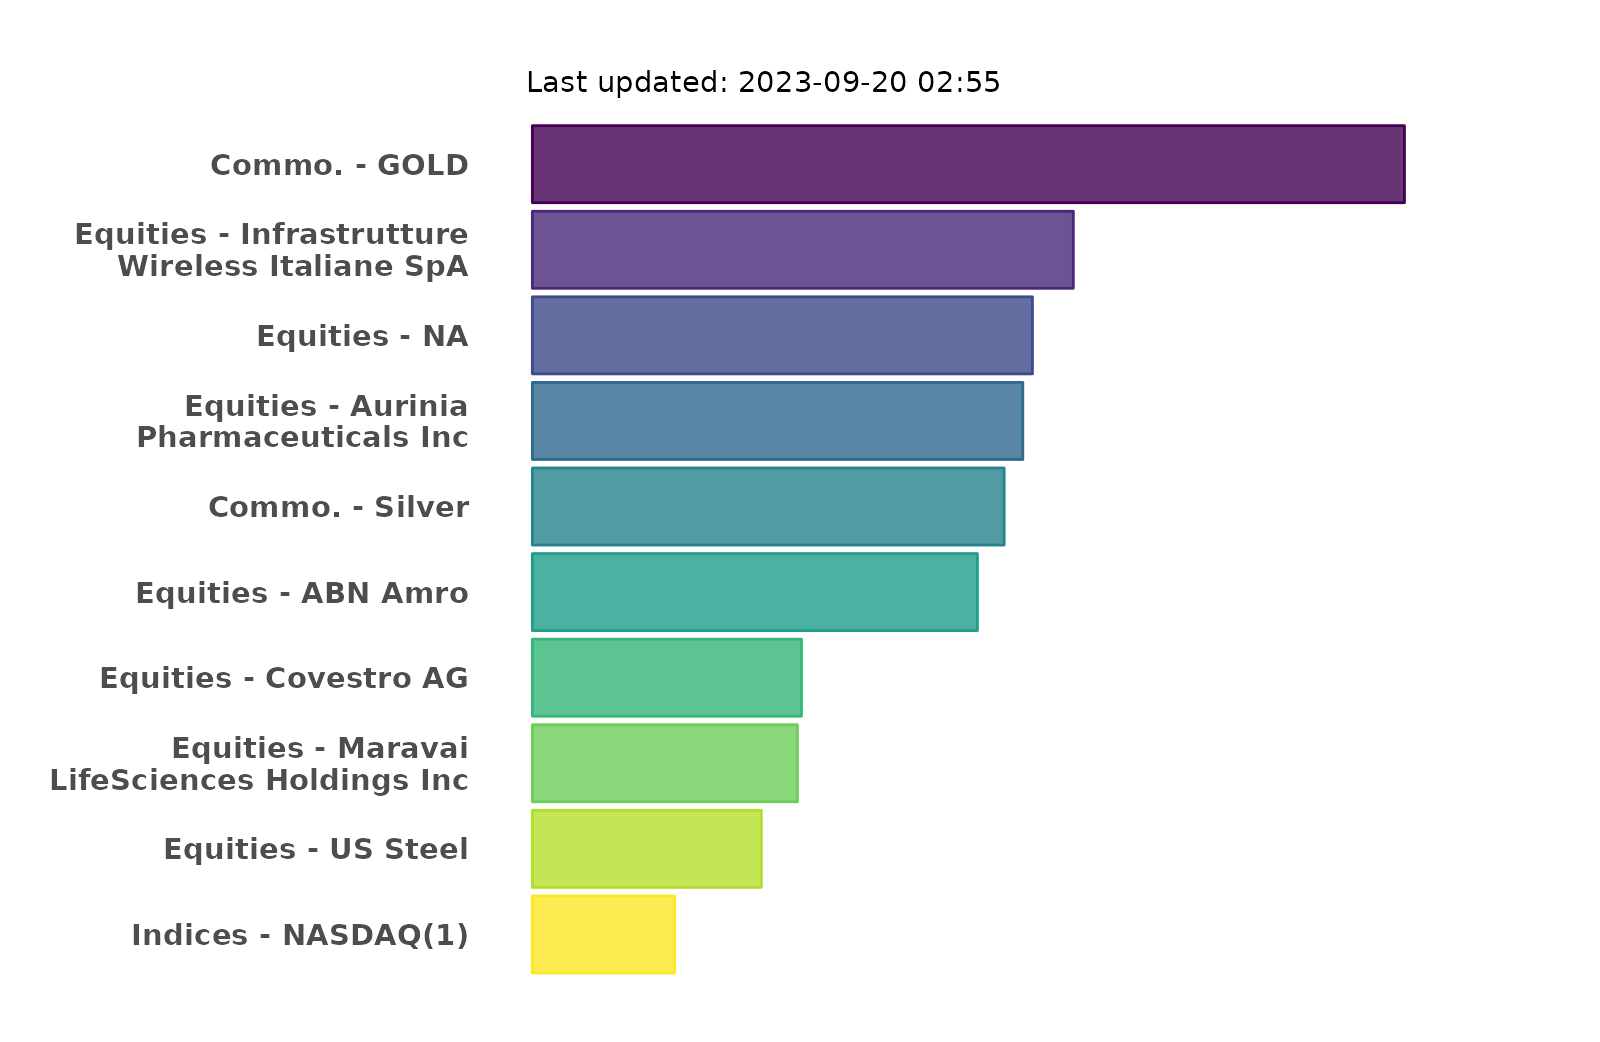 Last updated: 2023-09-20 02:55
Commo. - GOLD
Equities - Infrastrutture
Wireless Italiane SpA
Equities - NA
Equities - Aurinia
Pharmaceuticals Inc
Commo. - Silver
Equities - ABN Amro
Equities - Covestro AG
Equities - Maravai
LifeSciences Holdings Inc
Equities - US Steel
Indices - NASDAQ(1)